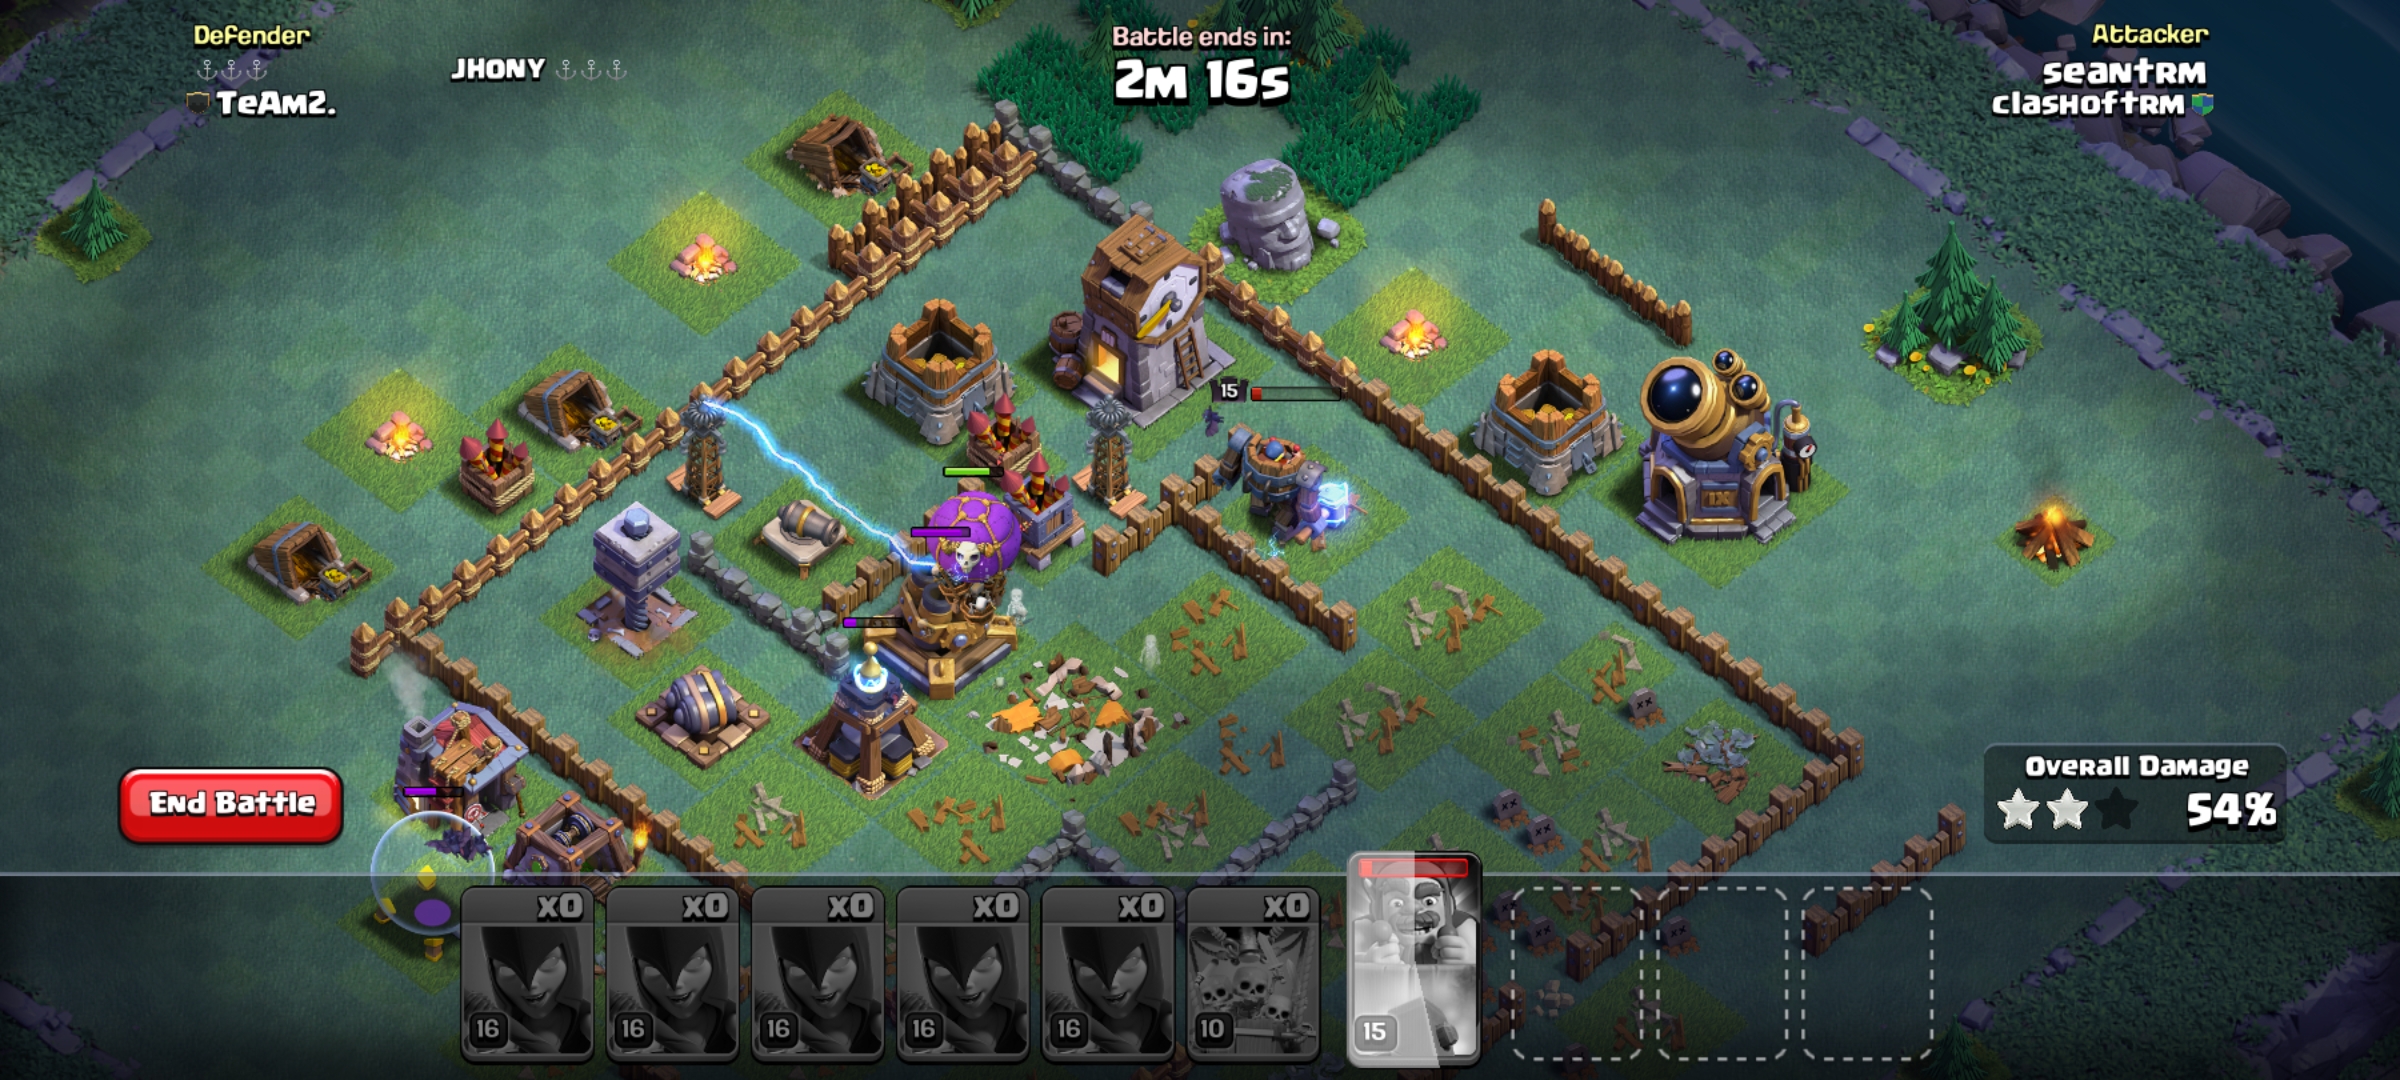 Defender
TeAm2.
JHONY
Battle ends in:
2M 16s
Attacker
seantRM
clashoftRM
15
IX
End Battle
Overall Damage
54%
x0
x0
x0
x0
x0
x0
16
16
16
16
16
10
15